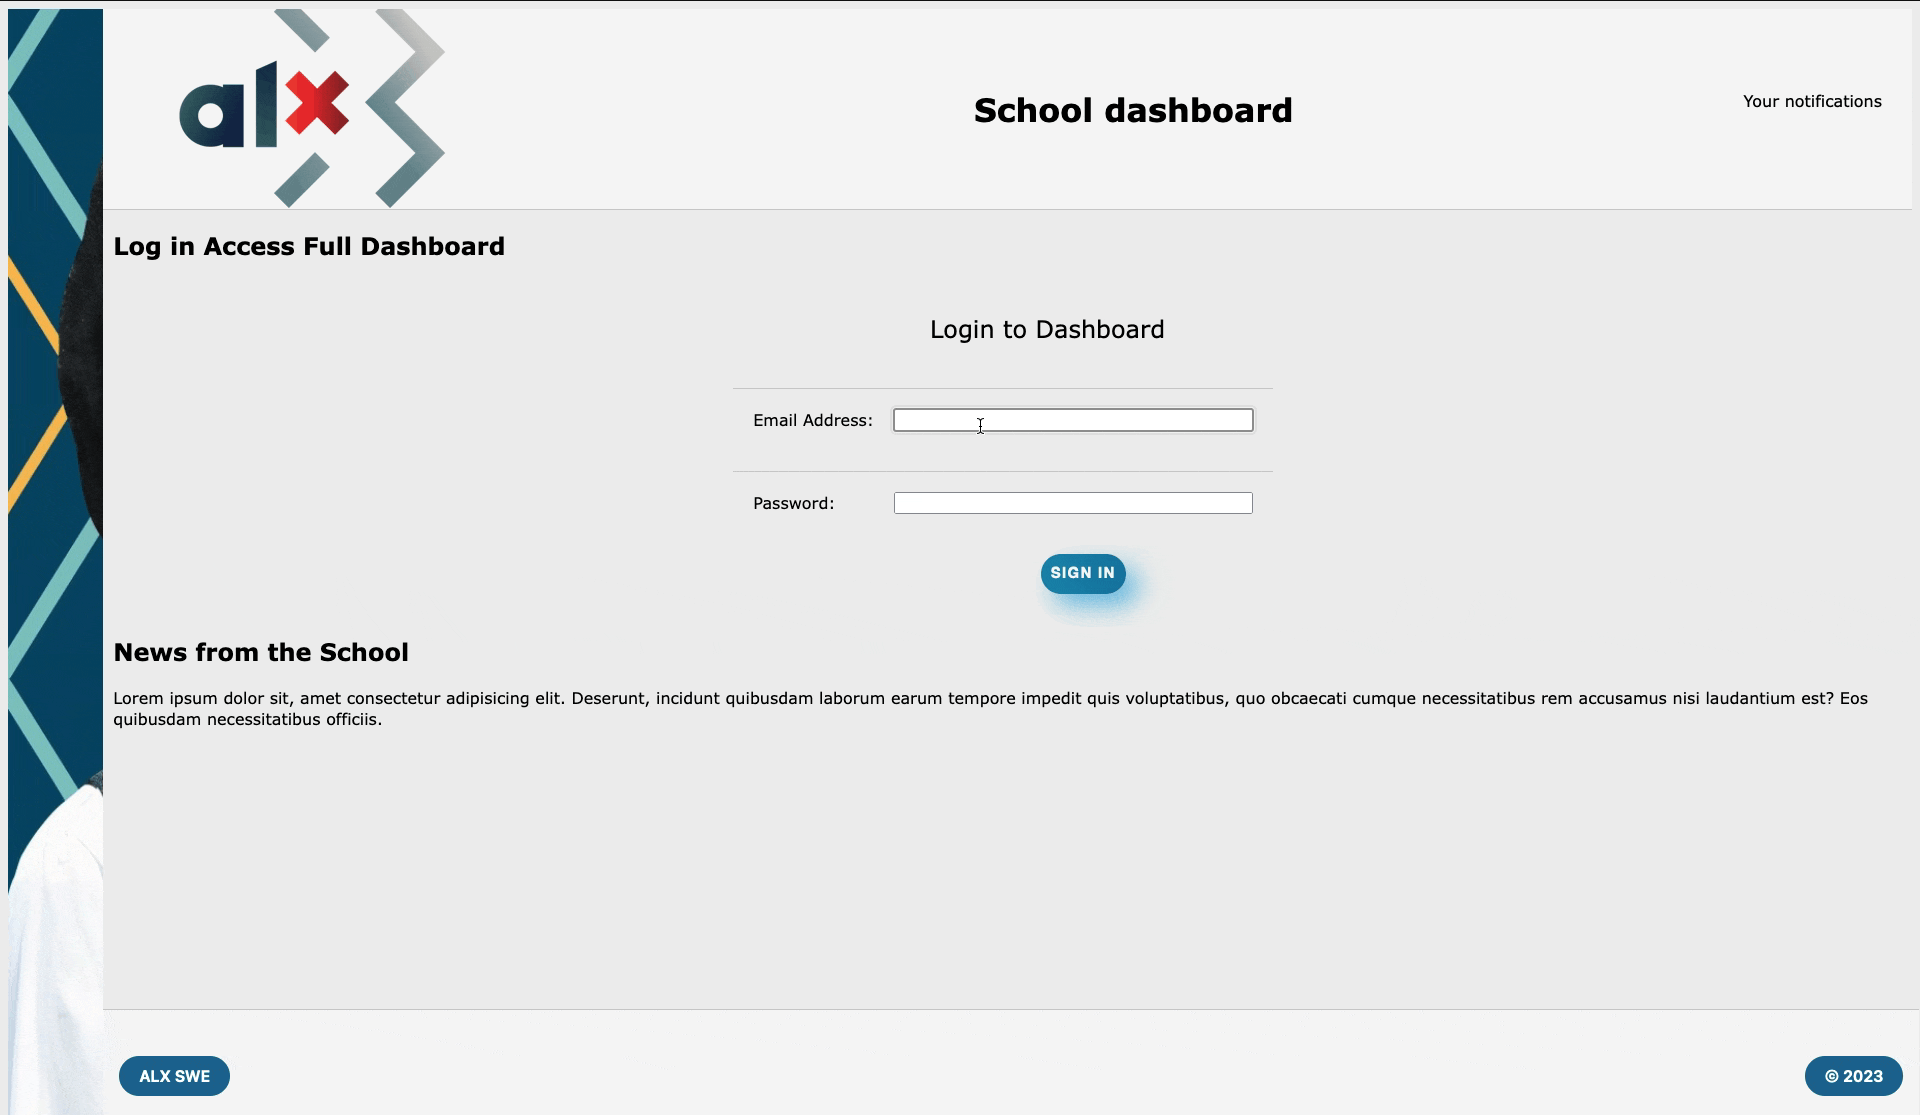 alx
School dashboard
Your notifications
Log in Access Full Dashboard
Login to Dashboard
Email Address:
Password:
SIGN IN
News from the School
Lorem ipsum dolor sit, amet consectetur adipisicing elit. Deserunt, incidunt quibusdam laborum earum tempore impedit quis voluptatibus, quo obcaecati cumque necessitatibus rem accusamus nisi laudantium est? Eos
quibusdam necessitatibus officiis.
ALX SWE
© 2023